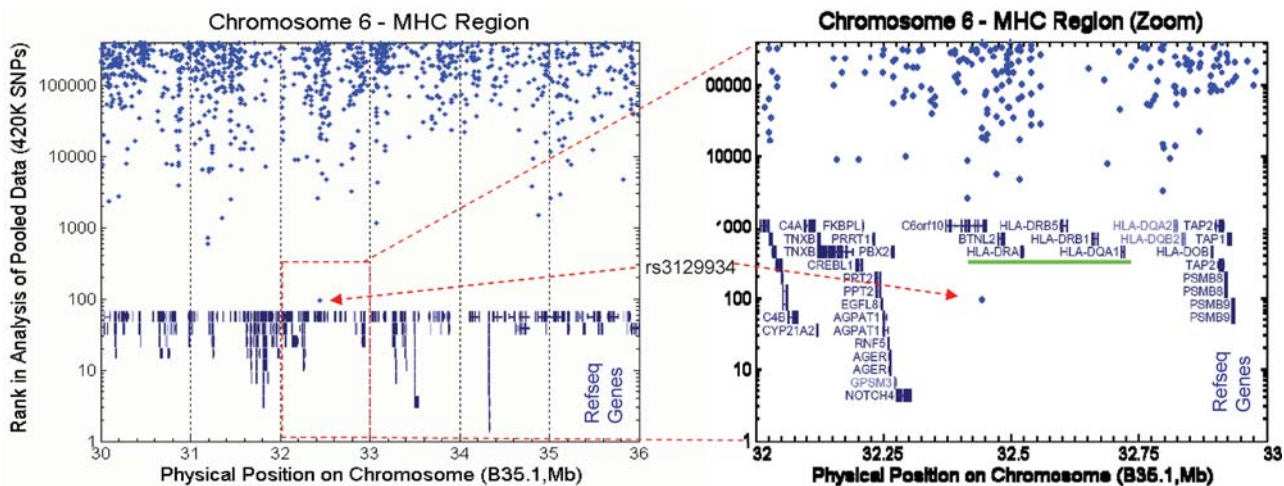 Chromosome 6 - MHC Region
Rank in Analysis of Pooled Data (420K SNPs)
100000
10000
1000
100
10
1
30
31
32
33
34
35
36
Physical Position on Chromosome (B35.1,Mb)
Refseq
Genes
rs3129934
Chromosome 6 - MHC Region (Zoom)
00000
10000
1000
100
10
1
C4A
FKBPL
C6orf10
HLA-DRB5
HLA-DQA2
TAP2
TNXB
PRRT1
BTNL2
HLA-DRB1
HLA-DQB2
TAP1
TNXB
PBX2
HLA-DRA
HLA-DQA1
HLA-DOB
CREBL1
TAP2
PRT2
PSMB8
PPT2
PSMB8
EGFL8
PSMB9
C4B
AGPAT1
PSMB9
CYP21A2
AGPAT1
RNF5
AGER
AGER
GPSM3
NOTCH4
Refseq
Genes
32
32.25
32.5
32.75
33
Physical Position on Chromosome (B35.1,Mb)